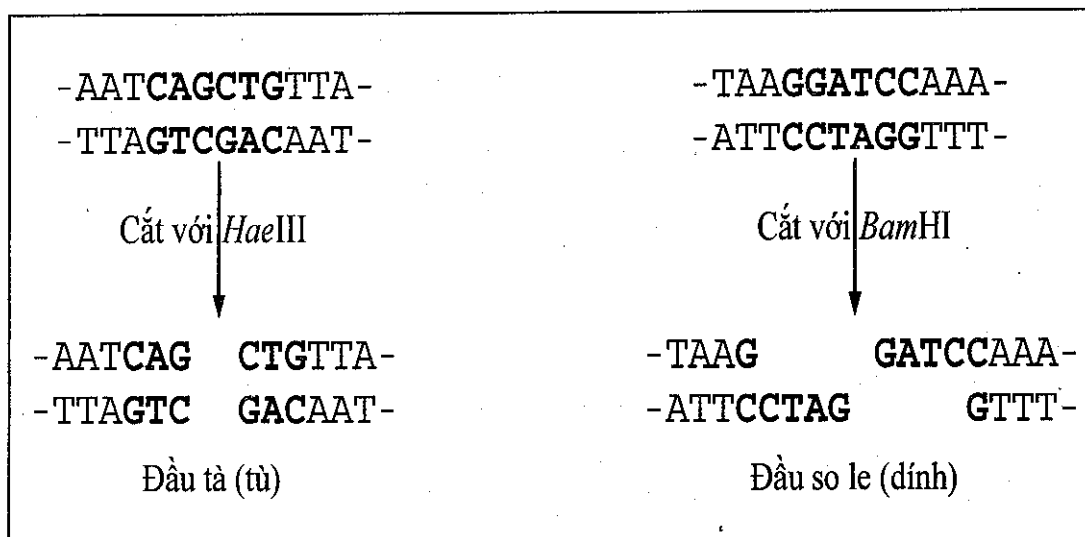 -AATCAGCTGTTA-
-TTAGTCGACAAT-
Cắt với HaeIII
-AATCAG CTGTTA-
-TTAGTC GACAAT-
Đầu tà (tù)
-TAAGGATCCAAA-
-ATTCCTAGGTTT-
Cắt với BamHI
-TAAG GATCCAAA-
-ATTCCTAG GTTT-
Đầu so le (dính)